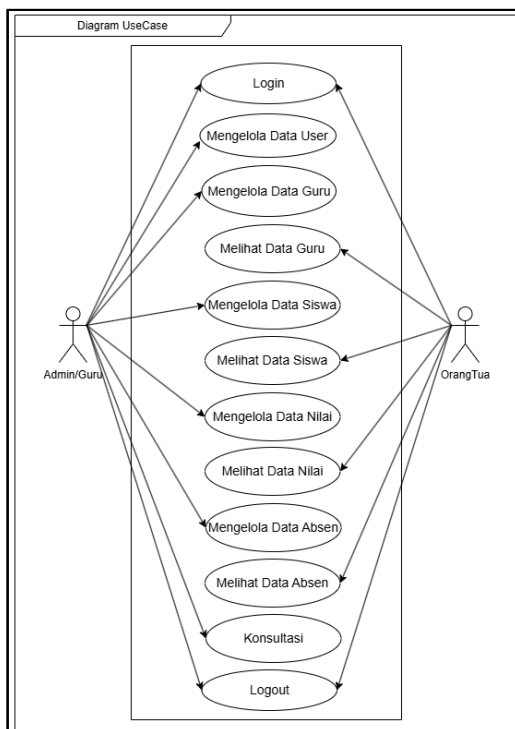 Diagram UseCase
Login
Mengelola Data User
Mengelola Data Guru
Melihat Data Guru
Mengelola Data Siswa
Melihat Data Siswa
Admin/Guru
OrangTua
Mengelola Data Nilai
Melihat Data Nilai
Mengelola Data Absen
Melihat Data Absen
Konsultasi
Logout